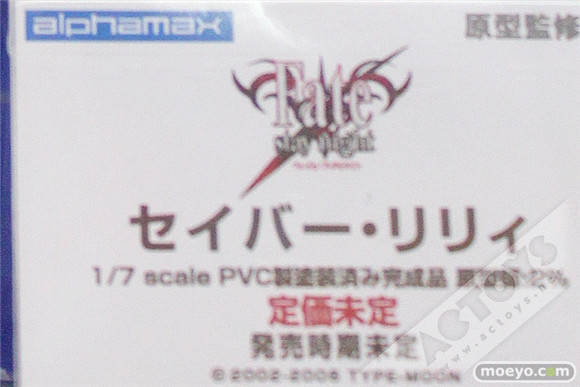 alphamax
原型監修
Fate
stay night
セイバー・リリィ
1/7 scale PVC製塗装済み完成品
定価未定
発売時期未定
©2002-2006 TYPE-MOON
ACTOYS
www.actoys.net
moeyo.com